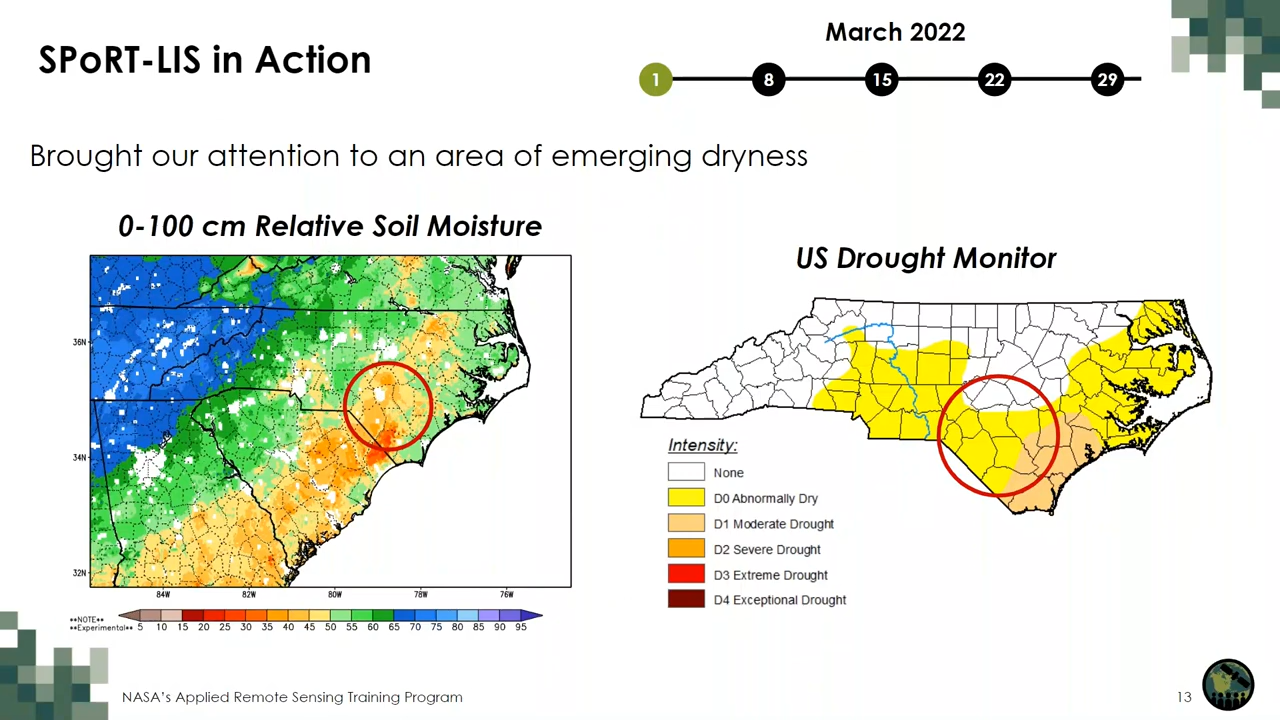 SPoRT-LIS in Action
March 2022
1 8 15 22 29
Brought our attention to an area of emerging dryness
0-100 cm Relative Soil Moisture
36N
34N
32N
84W 82W 80W 78W 76W
**NOTE**
**Experimental**
5 10 15 20 25 30 35 40 45 50 55 60 65 70 75 80 85 90 95
US Drought Monitor
Intensity:
None
D0 Abnormally Dry
D1 Moderate Drought
D2 Severe Drought
D3 Extreme Drought
D4 Exceptional Drought
NASA's Applied Remote Sensing Training Program
13